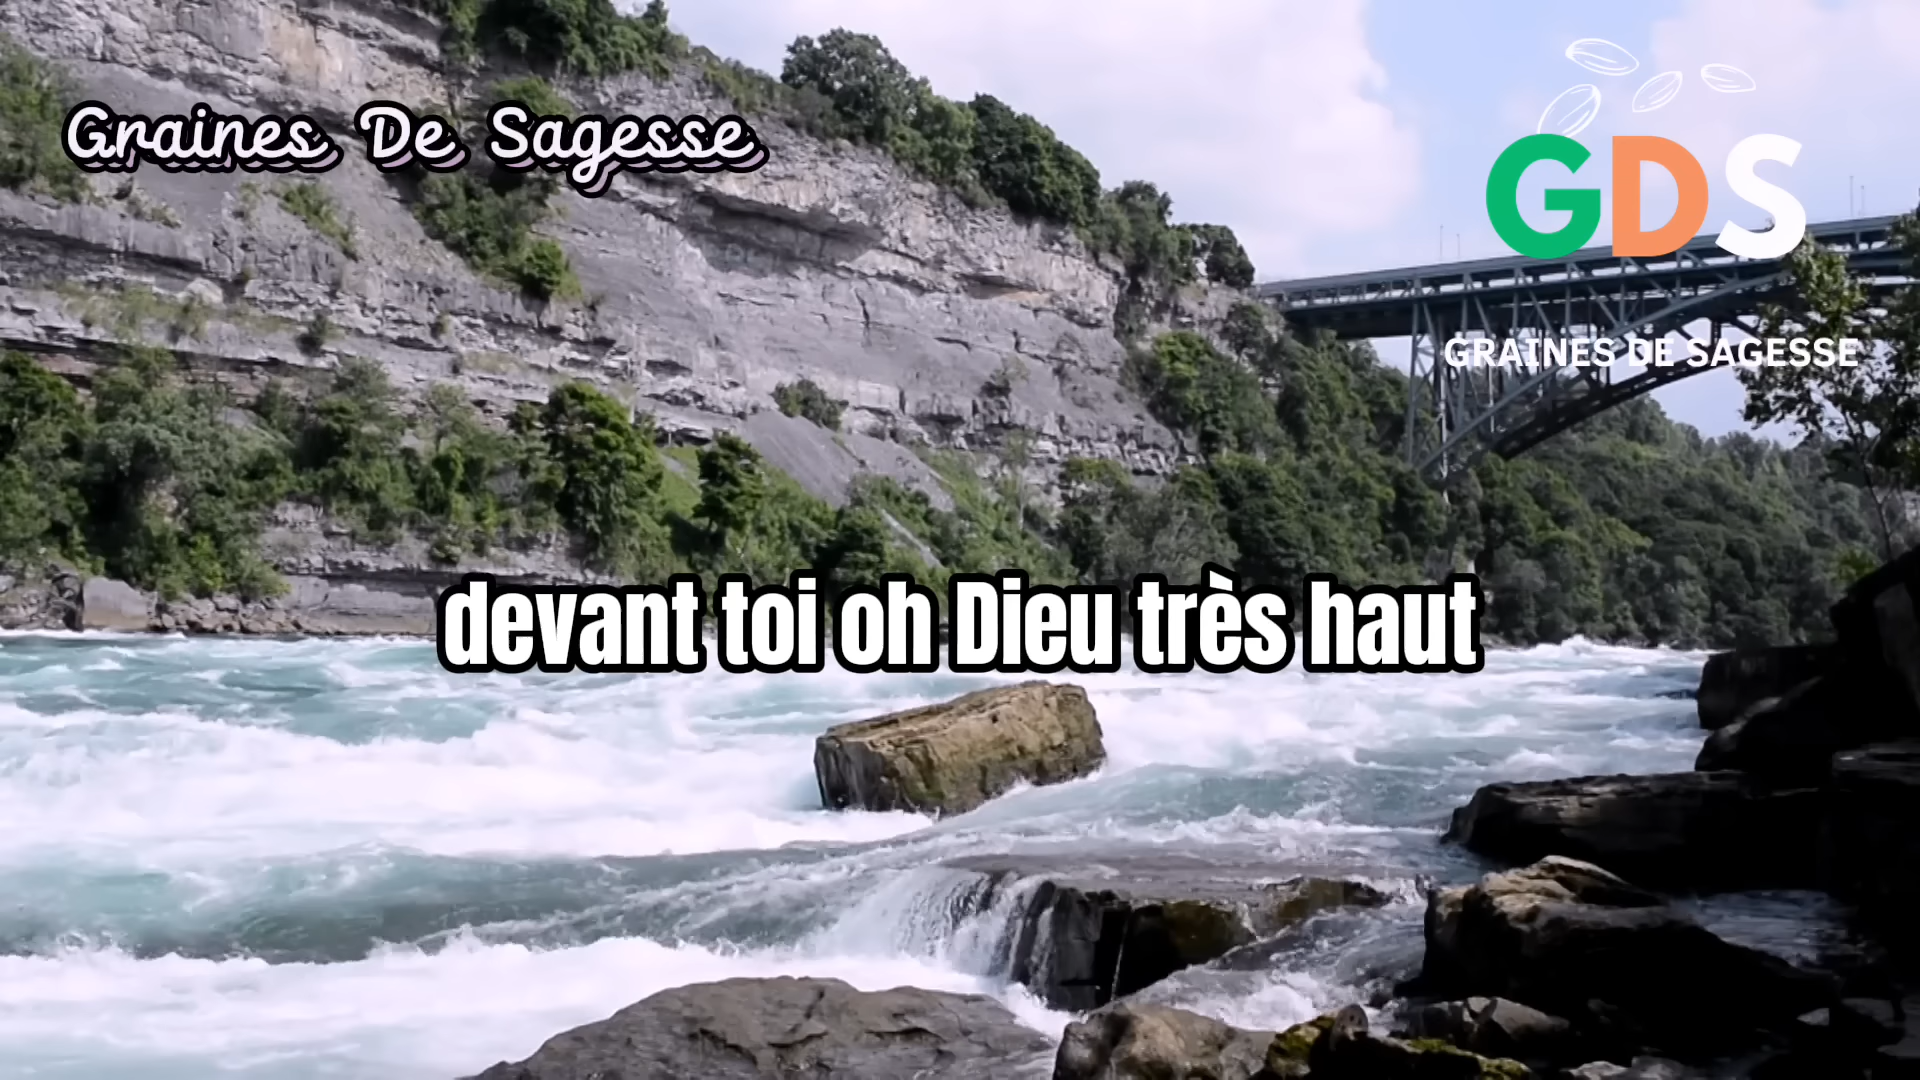 Graines De Sagesse
GDS
GRAINES DE SAGESSE
devant toi oh Dieu très haut